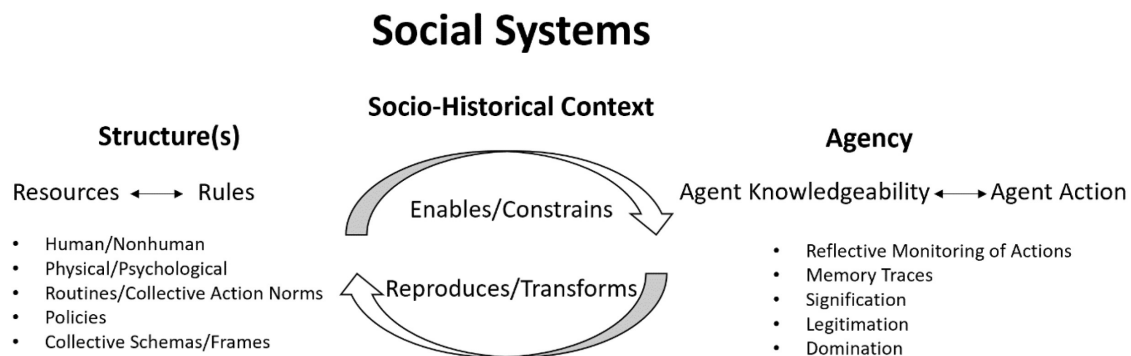 Social Systems
Socio-Historical Context
Structure(s)
Agency
Resources ↔ Rules
Enables/Constrains
Agent Knowledgeability ↔ Agent Action
• Human/Nonhuman
• Physical/Psychological
• Routines/Collective Action Norms
• Policies
• Collective Schemas/Frames
Reproduces/Transforms
• Reflective Monitoring of Actions
• Memory Traces
• Signification
• Legitimation
• Domination